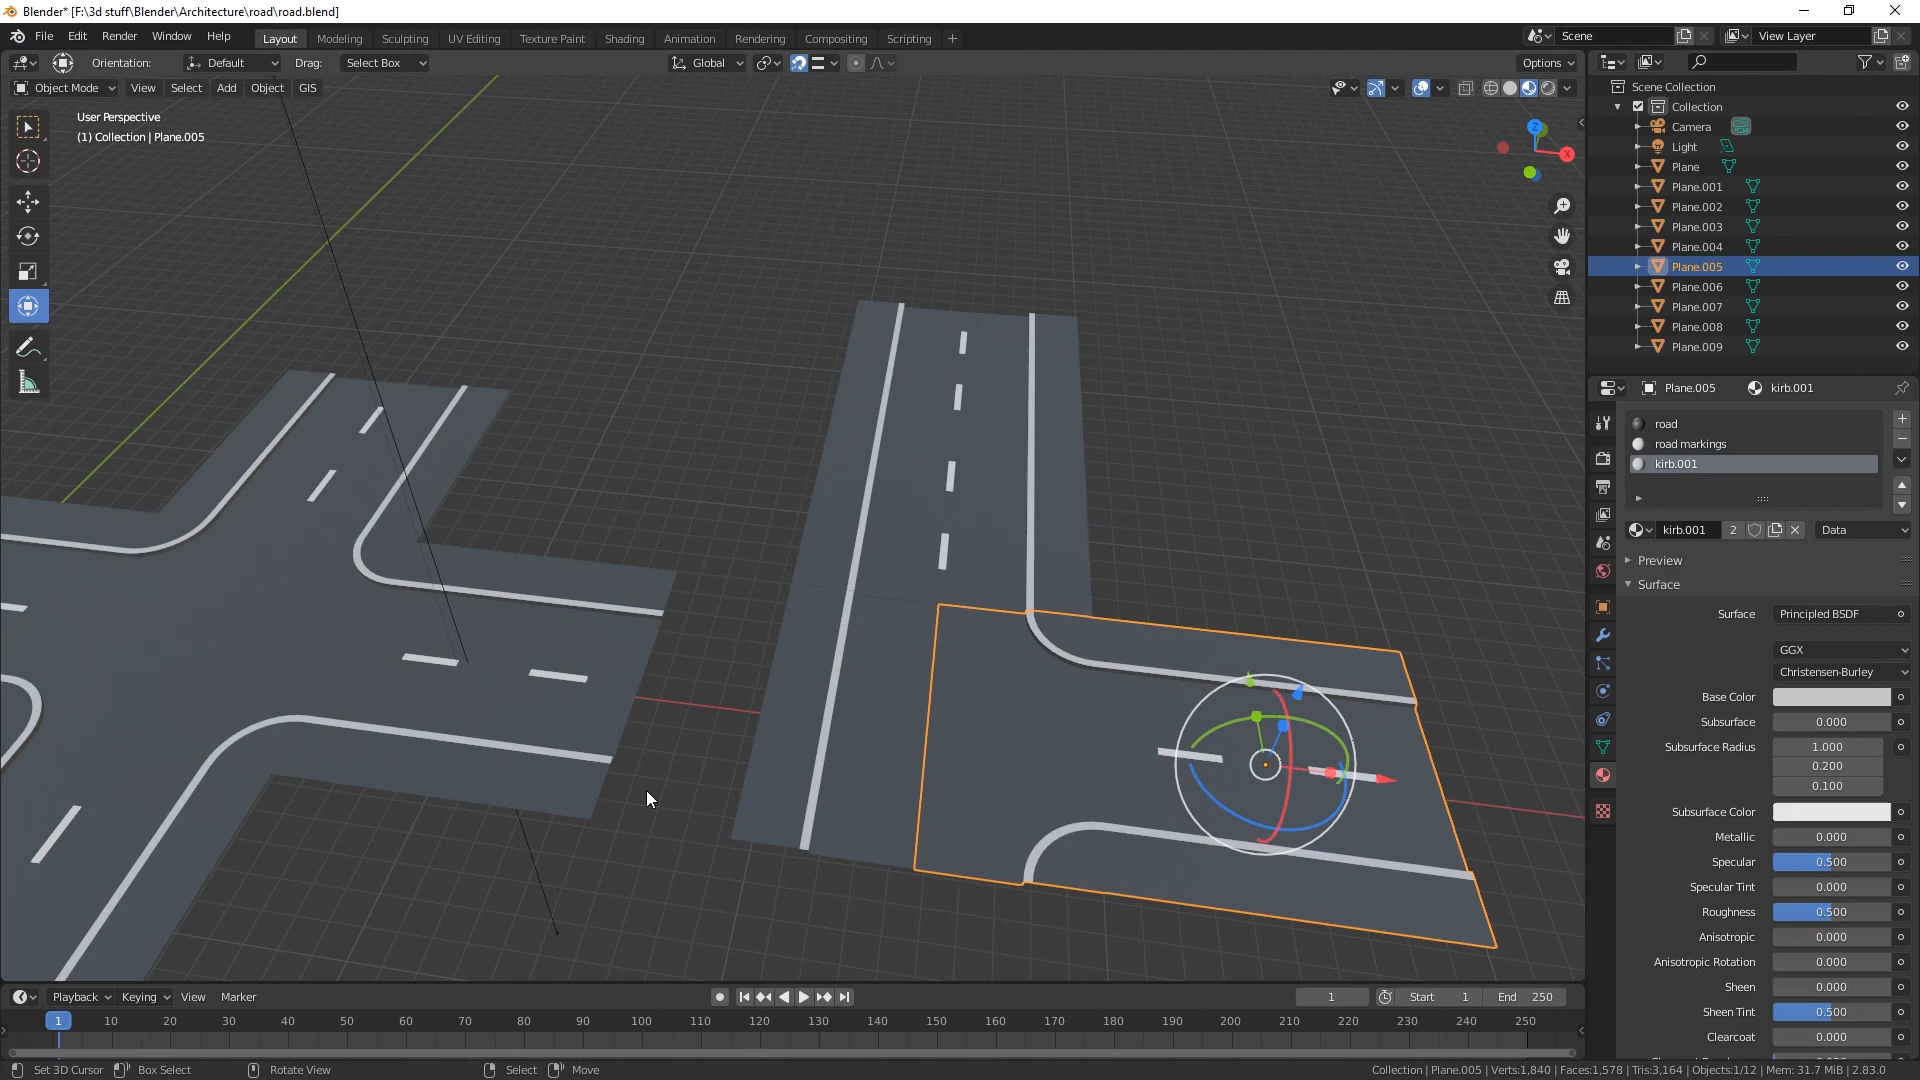 Blender* [F:\3d stuff\Blender\Architecture\road\road.blend]
File Edit Render Window Help Layout Modeling Sculpting UV Editing Texture Paint Shading Animation Rendering Compositing Scripting + Scene View Layer
Orientation: Default Drag: Select Box Global Options
Object Mode View Select Add Object GIS
User Perspective
(1) Collection | Plane.005
Z
X
Scene Collection
Collection
Camera
Light
Plane
Plane.001
Plane.002
Plane.003
Plane.004
Plane.005
Plane.006
Plane.007
Plane.008
Plane.009
Plane.005 kirb.001
road
road markings
kirb.001
kirb.001 2 Data
Preview
Surface
Surface Principled BSDF
GGX
Christensen-Burley
Base Color
Subsurface 0.000
Subsurface Radius 1.000
0.200
0.100
Subsurface Color
Metallic 0.000
Specular 0.500
Specular Tint 0.000
Roughness 0.500
Anisotropic 0.000
Anisotropic Rotation 0.000
Sheen 0.000
Sheen Tint 0.500
Clearcoat 0.000
Playback Keying View Marker 1 Start 1 End 250
1 10 20 30 40 50 60 70 80 90 100 110 120 130 140 150 160 170 180 190 200 210 220 230 240 250
Set 3D Cursor Box Select Rotate View Select Move Collection | Plane.005 | Verts:1,840 | Faces:1,578 | Tris:3,164 | Objects:1/12 | Mem: 31.7 MiB | 2.83.0